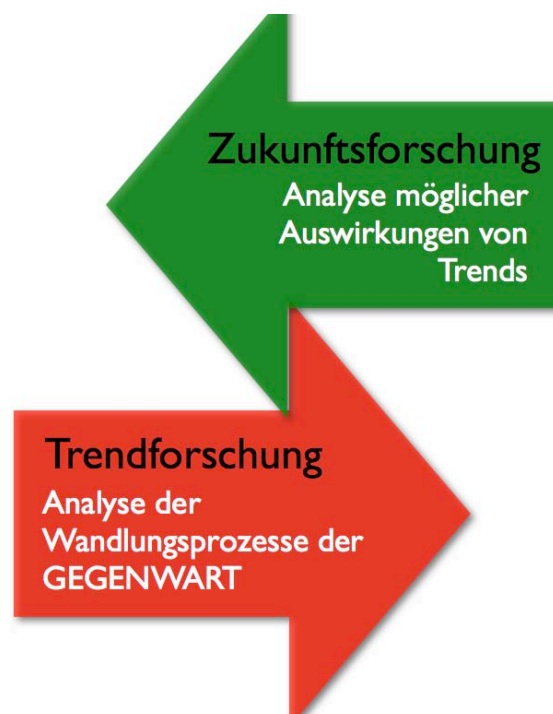 Zukunftsforschung
Analyse möglicher
Auswirkungen von
Trends
Trendforschung
Analyse der
Wandlungsprozesse der
GEGENWART